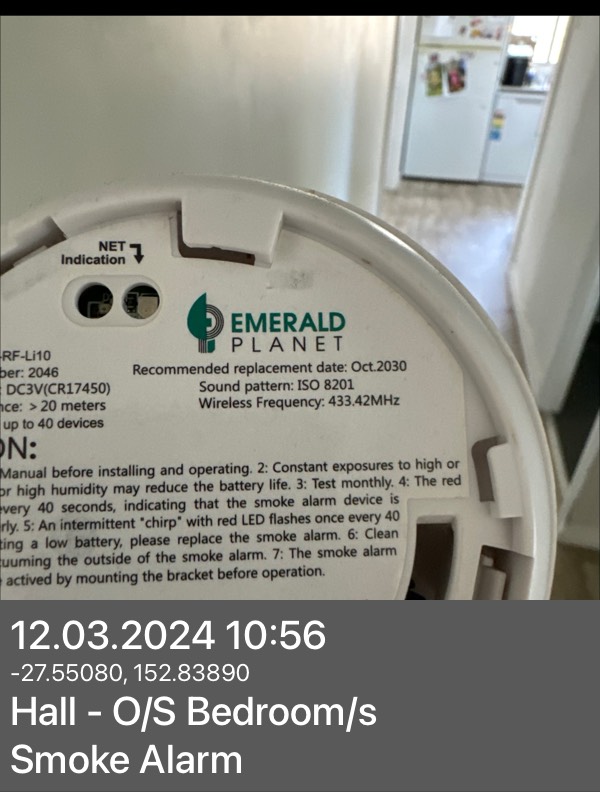 NET
Indication
EMERALD
PLANET
-RF-Li10
Recommended replacement date: Oct.2030
ber: 2046
Sound pattern: ISO 8201
: DC3V(CR17450)
Wireless Frequency: 433.42MHz
nce: > 20 meters
up to 40 devices
ON:
Manual before installing and operating. 2: Constant exposures to high or
or high humidity may reduce the battery life. 3: Test monthly. 4: The red
every 40 seconds, indicating that the smoke alarm device is
rly. 5: An intermittent "chirp" with red LED flashes once every 40
ting a low battery, please replace the smoke alarm. 6: Clean
cuuming the outside of the smoke alarm. 7: The smoke alarm
actived by mounting the bracket before operation.
12.03.2024 10:56
-27.55080, 152.83890
Hall - O/S Bedroom/s
Smoke Alarm